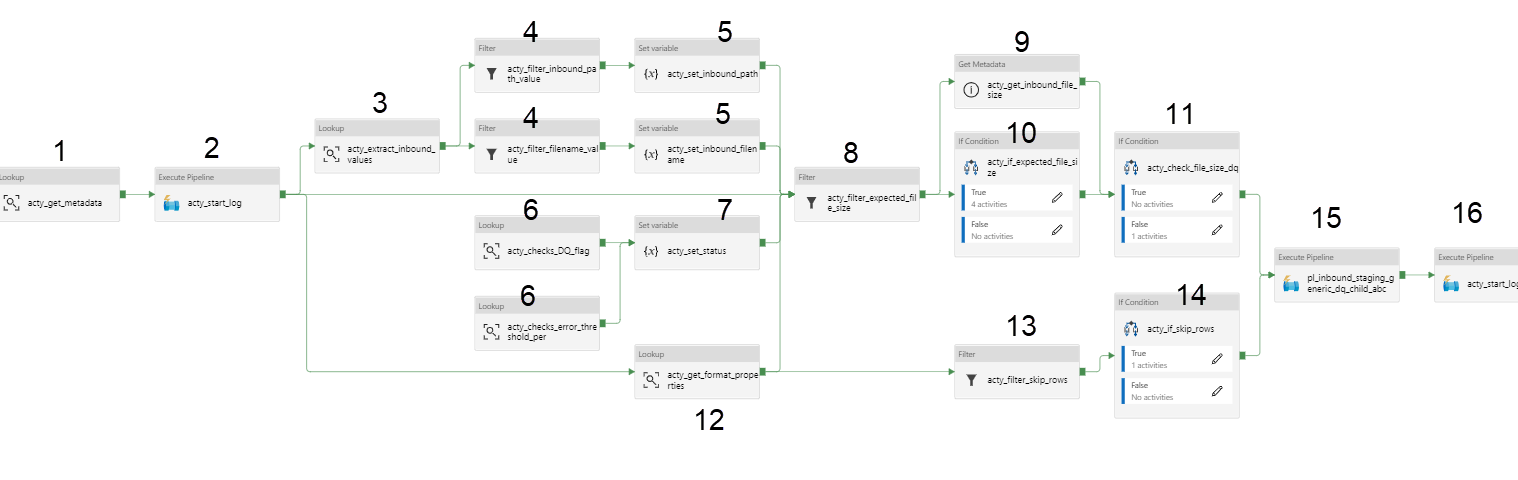 1
Lookup
acty_get_metadata
2
Execute Pipeline
acty_start_log
3
Lookup
acty_extract_inbound_
values
4
Filter
acty_filter_inbound_pa
th_value
5
Set variable
{x} acty_set_inbound_path
4
Filter
acty_filter_filename_val
ue
5
Set variable
{x} acty_set_inbound_filen
ame
6
Lookup
acty_checks_DQ_flag
7
Set variable
{x} acty_set_status
6
Lookup
acty_checks_error_thre
shold_per
Lookup
acty_get_format_prope
rties
12
8
Filter
acty_filter_expected_fil
e_size
9
Get Metadata
acty_get_inbound_file_
size
10
If Condition
acty_if_expected_file_si
ze
True
4 activities
False
No activities
11
If Condition
acty_check_file_size_dq
True
No activities
False
1 activities
13
Filter
acty_filter_skip_rows
14
If Condition
acty_if_skip_rows
True
1 activities
False
No activities
15
Execute Pipeline
pl_inbound_staging_g
eneric_dq_child_abc
16
Execute Pipeline
acty_start_log